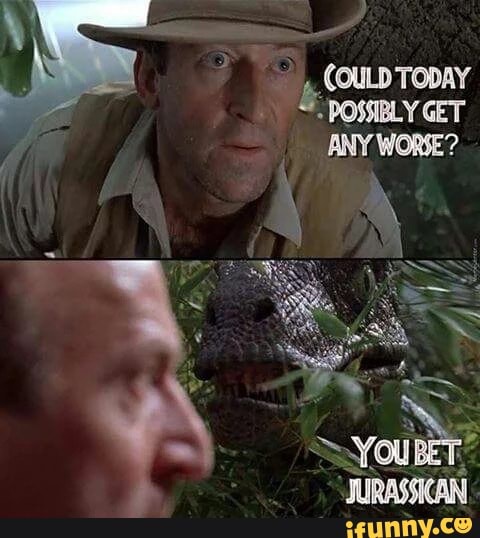 COULD TODAY
POSSIBLY GET
ANY WORSE?
YOU BET
JURASSICAN
ifunny.co